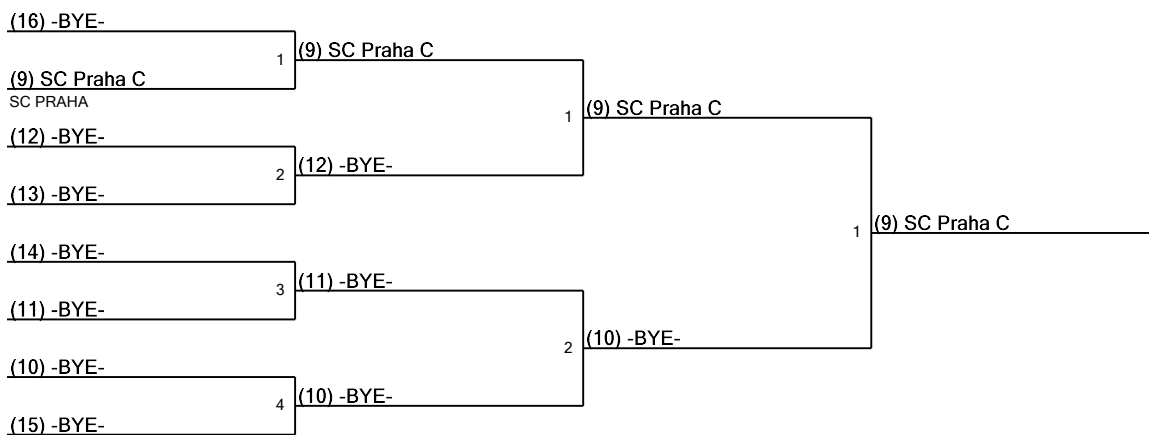 (16) -BYE-
1
(9) SC Praha C
(9) SC Praha C
SC PRAHA
1
(9) SC Praha C
(12) -BYE-
2
(12) -BYE-
(13) -BYE-
1
(9) SC Praha C
(14) -BYE-
3
(11) -BYE-
(11) -BYE-
2
(10) -BYE-
(10) -BYE-
4
(10) -BYE-
(15) -BYE-